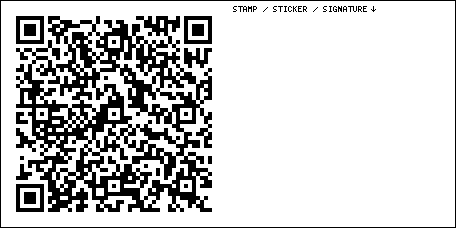 STAMP / STICKER / SIGNATURE ↓